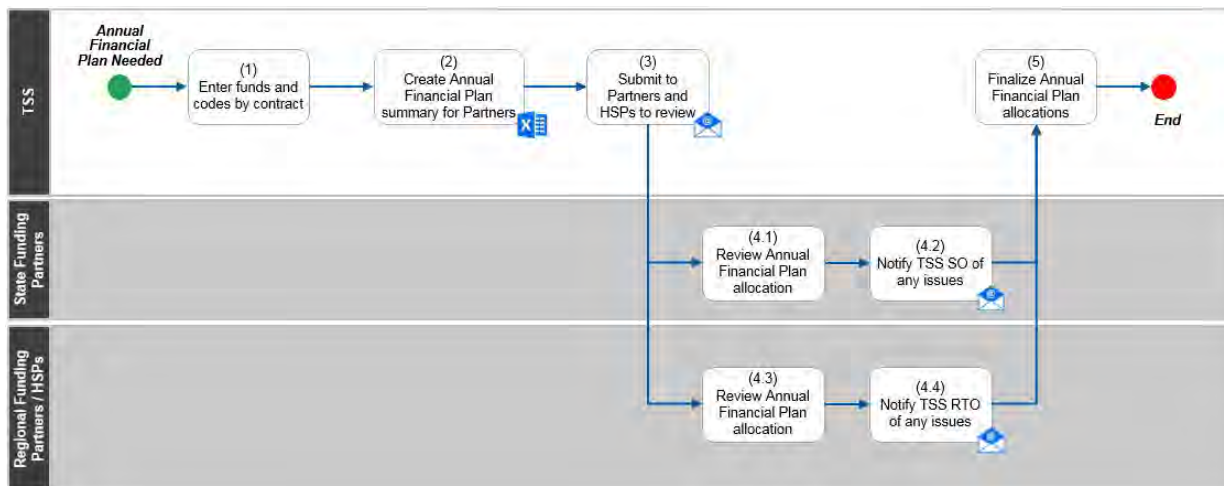 Annual
Financial
Plan Needed
(1)
Enter funds and
codes by contract
(2)
Create Annual
Financial Plan
summary for Partners
X
(3)
Submit to
Partners and
HSPs to review
@
(5)
Finalize Annual
Financial Plan
allocations
End
TSS
State Funding
Partners
(4.1)
Review Annual
Financial Plan
allocation
(4.2)
Notify TSS SO of
any issues
@
Regional Funding
Partners / HSPs
(4.3)
Review Annual
Financial Plan
allocation
(4.4)
Notify TSS RTO
of any issues
@